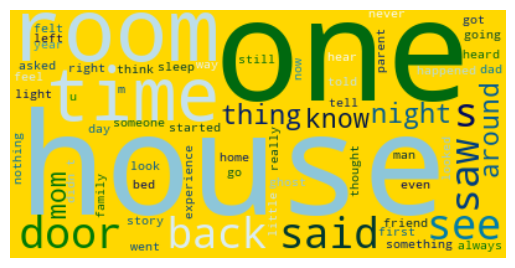 room
one
never
got
going
felt
year
left
still
hear
parent
asked
right
think
sleep
way
now
happened
heard
dad
feel
m
told
time
light
u
tell
thing
know
night
s
around
day
someone
started
saw
nothing
house
look
home
really
thought
man
looked
experience
bed
go
even
mom
family
didn t
little
ghost
see
door
story
back
said
friend
first
went
something
always